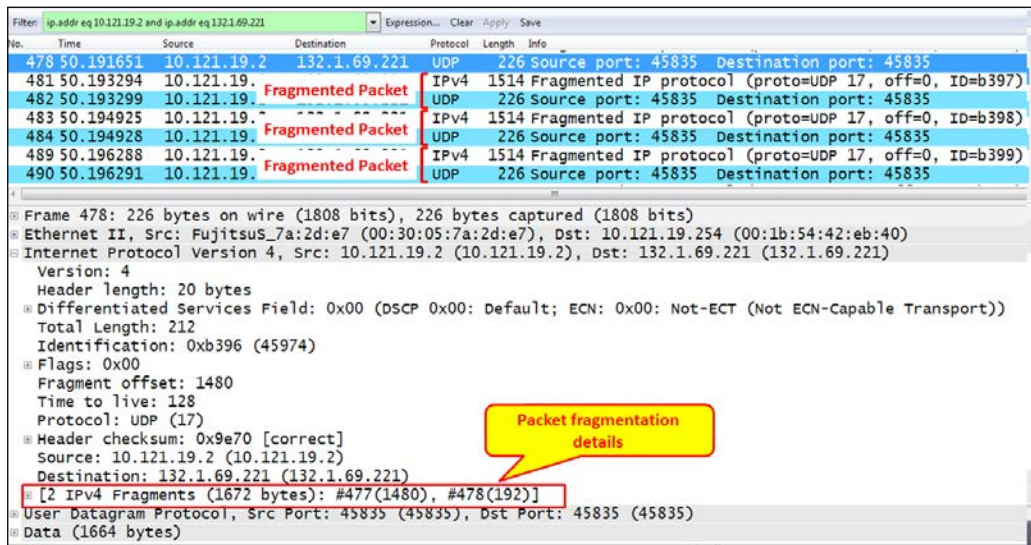 Filter: ip.addr eq 10.121.19.2 and ip.addr eq 132.1.69.221 Expression... Clear Apply Save
No. Time Source Destination Protocol Length Info
478 50.191651 10.121.19.2 132.1.69.221 UDP 226 Source port: 45835 Destination port: 45835
481 50.193294 10.121.19. IPv4 1514 Fragmented IP protocol (proto=UDP 17, off=0, ID=b397)
Fragmented Packet
482 50.193299 10.121.19. UDP 226 Source port: 45835 Destination port: 45835
483 50.194925 10.121.19. IPv4 1514 Fragmented IP protocol (proto=UDP 17, off=0, ID=b398)
Fragmented Packet
484 50.194928 10.121.19. UDP 226 Source port: 45835 Destination port: 45835
489 50.196288 10.121.19. IPv4 1514 Fragmented IP protocol (proto=UDP 17, off=0, ID=b399)
Fragmented Packet
490 50.196291 10.121.19. UDP 226 Source port: 45835 Destination port: 45835
Frame 478: 226 bytes on wire (1808 bits), 226 bytes captured (1808 bits)
Ethernet II, Src: FujitsuS_7a:2d:e7 (00:30:05:7a:2d:e7), Dst: 10.121.19.254 (00:1b:54:42:eb:40)
Internet Protocol Version 4, Src: 10.121.19.2 (10.121.19.2), Dst: 132.1.69.221 (132.1.69.221)
Version: 4
Header length: 20 bytes
Differentiated Services Field: 0x00 (DSCP 0x00: Default; ECN: 0x00: Not-ECT (Not ECN-Capable Transport))
Total Length: 212
Identification: 0xb396 (45974)
Flags: 0x00
Fragment offset: 1480
Time to live: 128
Protocol: UDP (17)
Packet fragmentation
details
Header checksum: 0x9e70 [correct]
Source: 10.121.19.2 (10.121.19.2)
Destination: 132.1.69.221 (132.1.69.221)
[2 IPv4 Fragments (1672 bytes): #477(1480), #478(192)]
User Datagram Protocol, Src Port: 45835 (45835), Dst Port: 45835 (45835)
Data (1664 bytes)